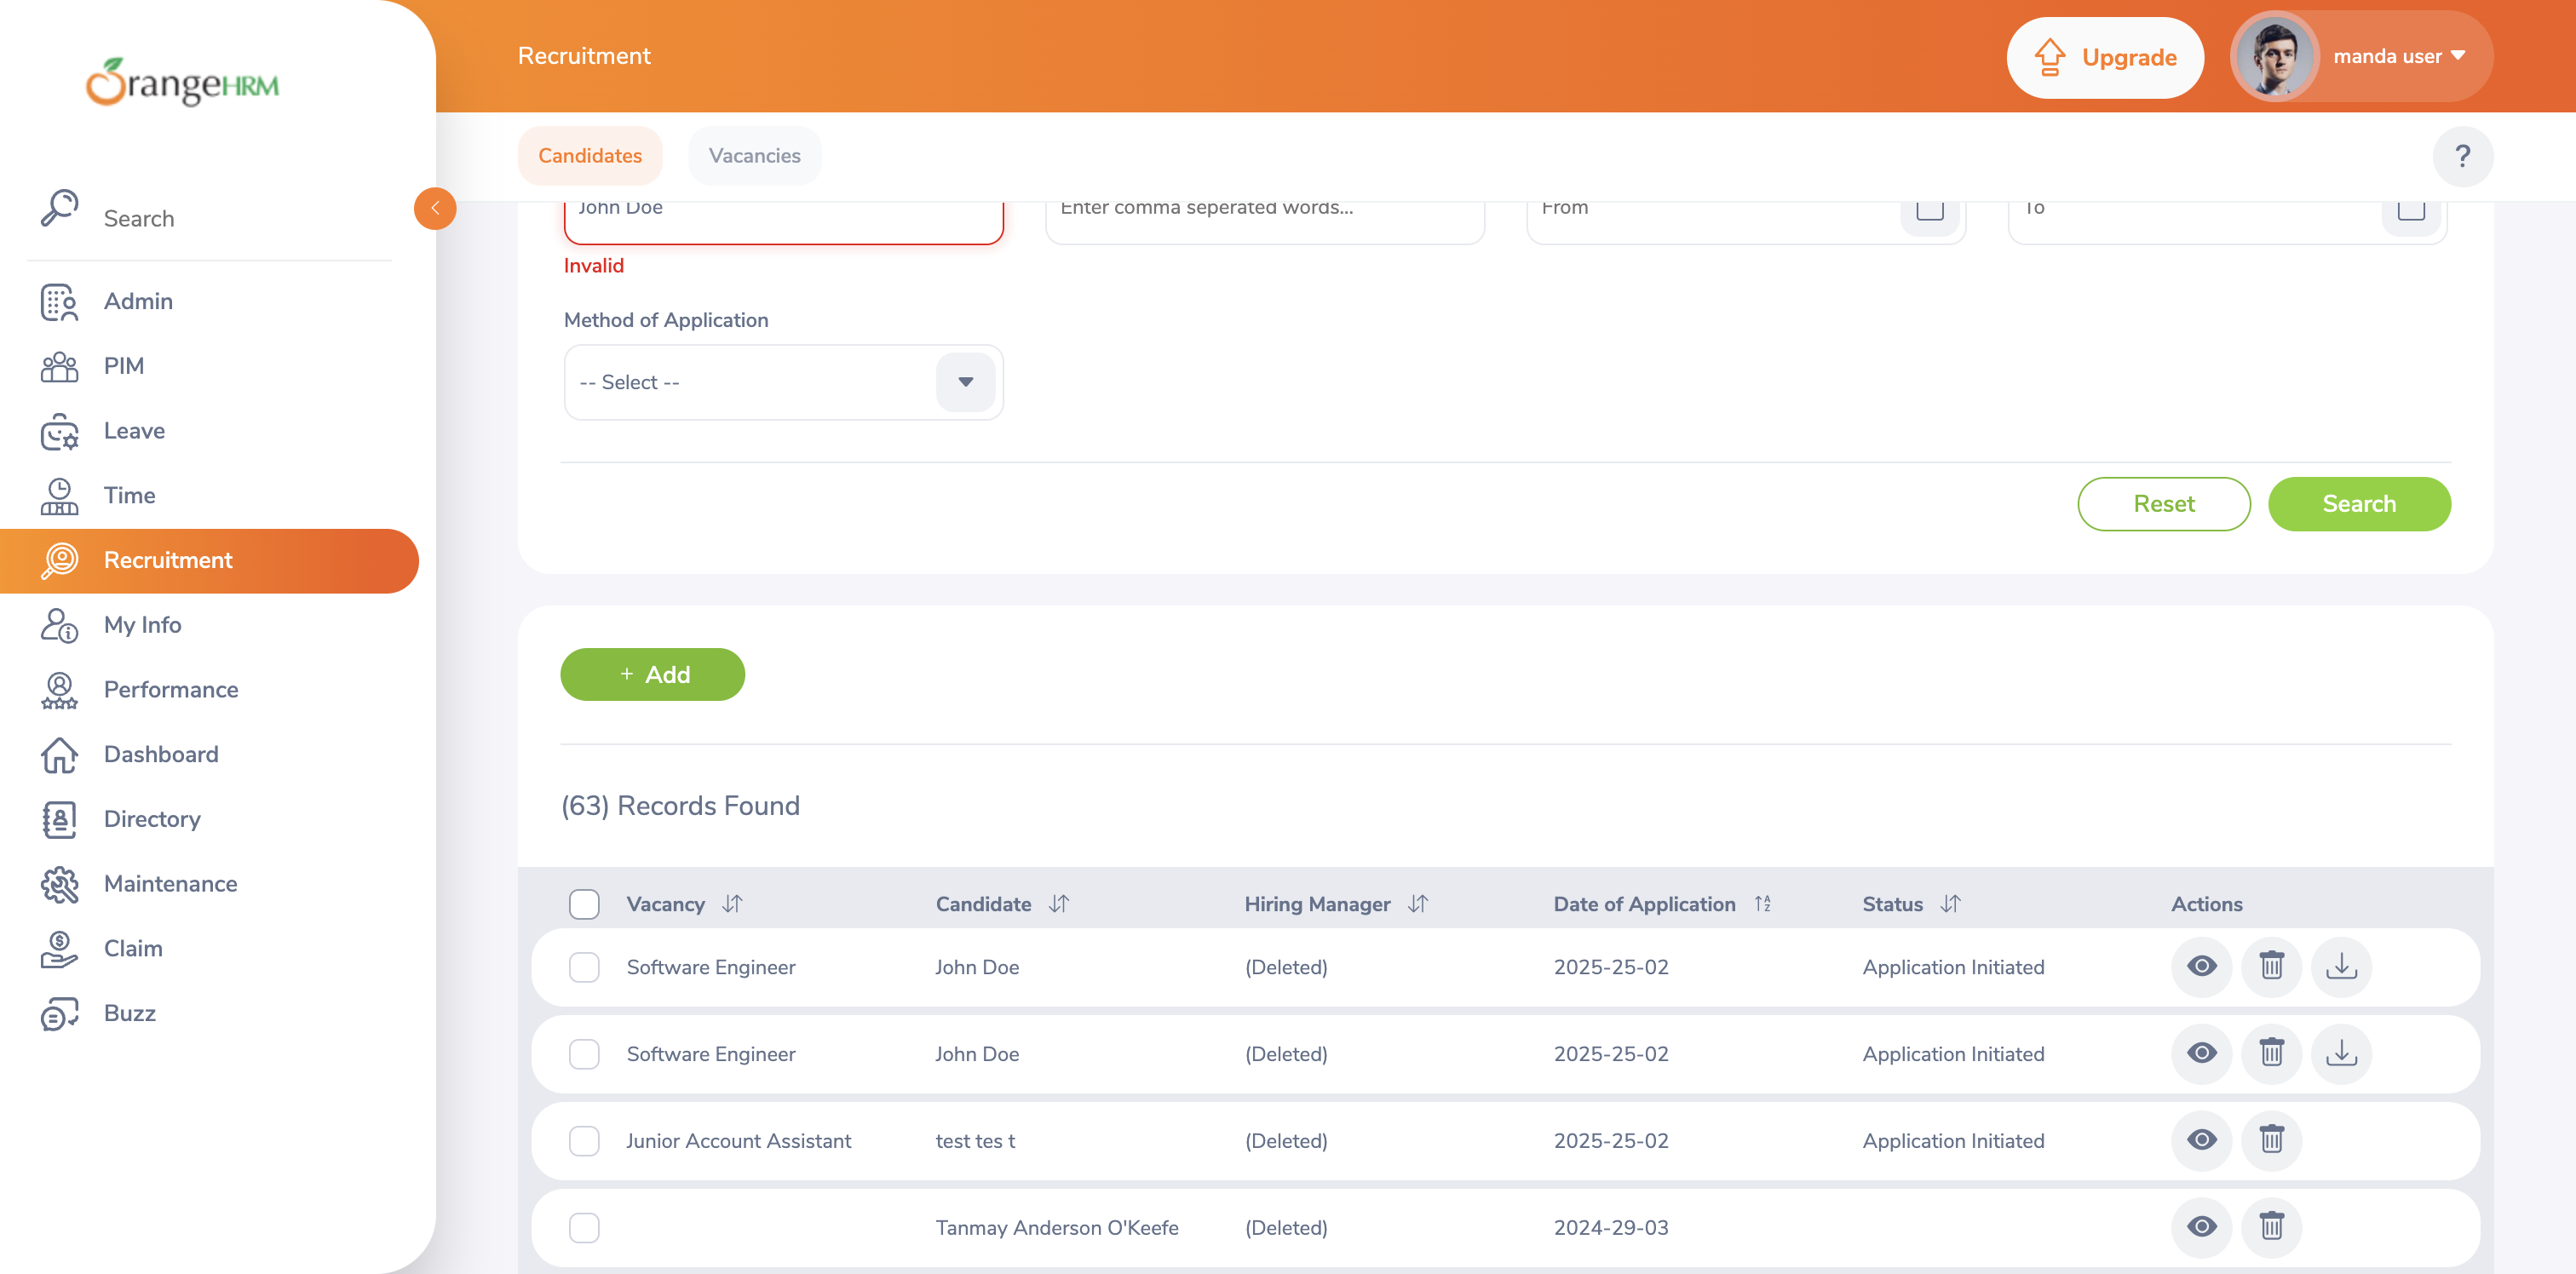 OrangeHRM
Recruitment
Upgrade
manda user
Candidates
Vacancies
?
Search
John Doe
Enter comma seperated words...
From
To
Invalid
Admin
Method of Application
PIM
-- Select --
Leave
Time
Reset
Search
Recruitment
My Info
+ Add
Performance
Dashboard
(63) Records Found
Directory
Maintenance
Claim
Buzz
Vacancy Candidate Hiring Manager Date of Application Status Actions
Software Engineer John Doe (Deleted) 2025-25-02 Application Initiated
Software Engineer John Doe (Deleted) 2025-25-02 Application Initiated
Junior Account Assistant test tes t (Deleted) 2025-25-02 Application Initiated
Tanmay Anderson O'Keefe (Deleted) 2024-29-03